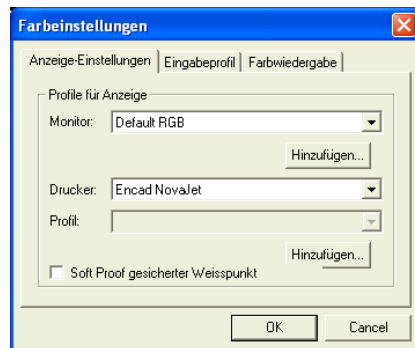 Farbeinstellungen
Anzeige-Einstellungen Eingabeprofil Farbwiedergabe
Profile für Anzeige
Monitor: Default RGB
Hinzufügen...
Drucker: Encad NovaJet
Profil:
Hinzufügen...
Soft Proof gesicherter Weisspunkt
OK Cancel